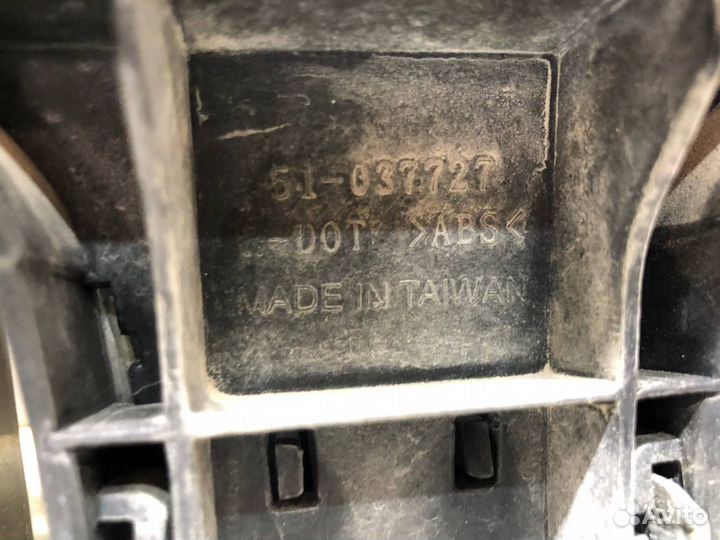 51-037727
-DOT >ABS<
MADE IN TAIWAN
Avito